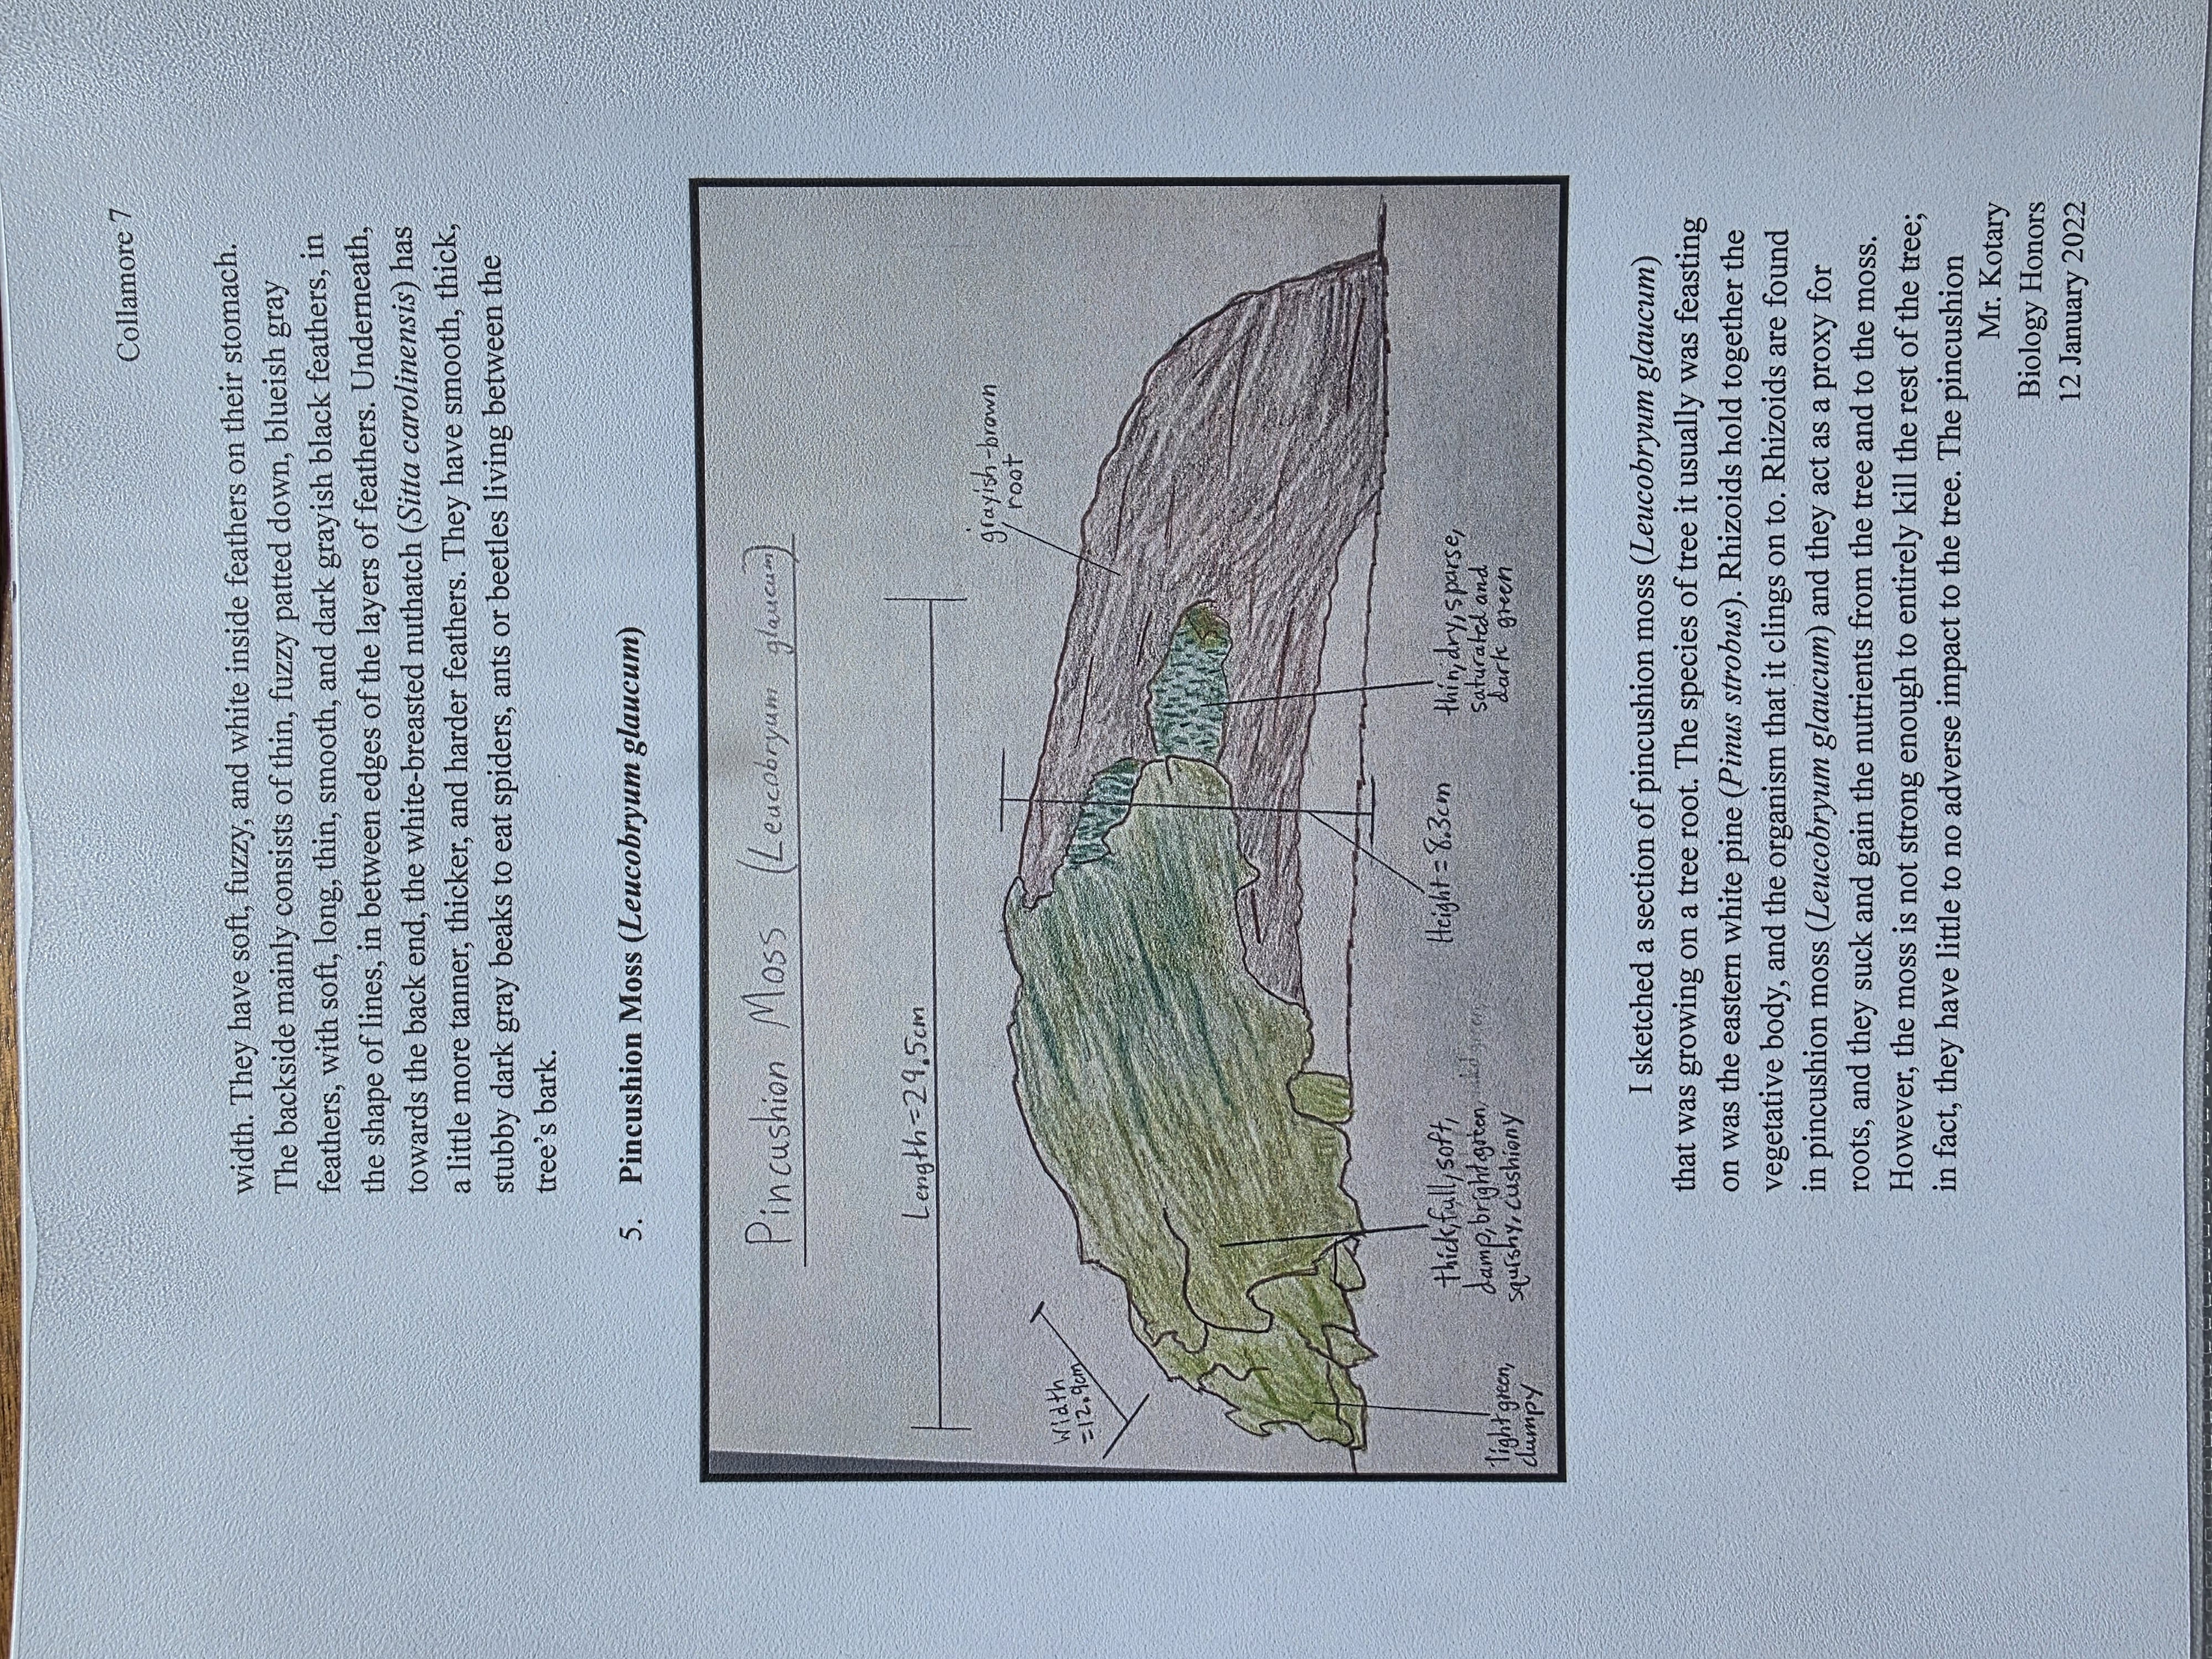 Collamore 7
width. They have soft, fuzzy, and white inside feathers on their stomach.
The backside mainly consists of thin, fuzzy patted down, blueish gray
feathers, with soft, long, thin, smooth, and dark grayish black feathers, in
the shape of lines, in between edges of the layers of feathers. Underneath,
towards the back end, the white-breasted nuthatch (Sitta carolinensis) has
a little more tanner, thicker, and harder feathers. They have smooth, thick,
stubby dark gray beaks to eat spiders, ants or beetles living between the
tree’s bark.
5. Pincushion Moss (Leucobryum glaucum)
Pincushion Moss (Leucobryum glaucum)
Length=29.5cm
grayish-brown
root
Width
=12.9cm
thick, full, soft,
damp, bright green,
squishy, cushiony
Height = 8.3cm
thin, dry, sparse,
saturated and
dark green
light green,
clumpy
I sketched a section of pincushion moss (Leucobryum glaucum)
that was growing on a tree root. The species of tree it usually was feasting
on was the eastern white pine (Pinus strobus). Rhizoids hold together the
vegetative body, and the organism that it clings on to. Rhizoids are found
in pincushion moss (Leucobryum glaucum) and they act as a proxy for
roots, and they suck and gain the nutrients from the tree and to the moss.
However, the moss is not strong enough to entirely kill the rest of the tree;
in fact, they have little to no adverse impact to the tree. The pincushion
Mr. Kotary
Biology Honors
12 January 2022